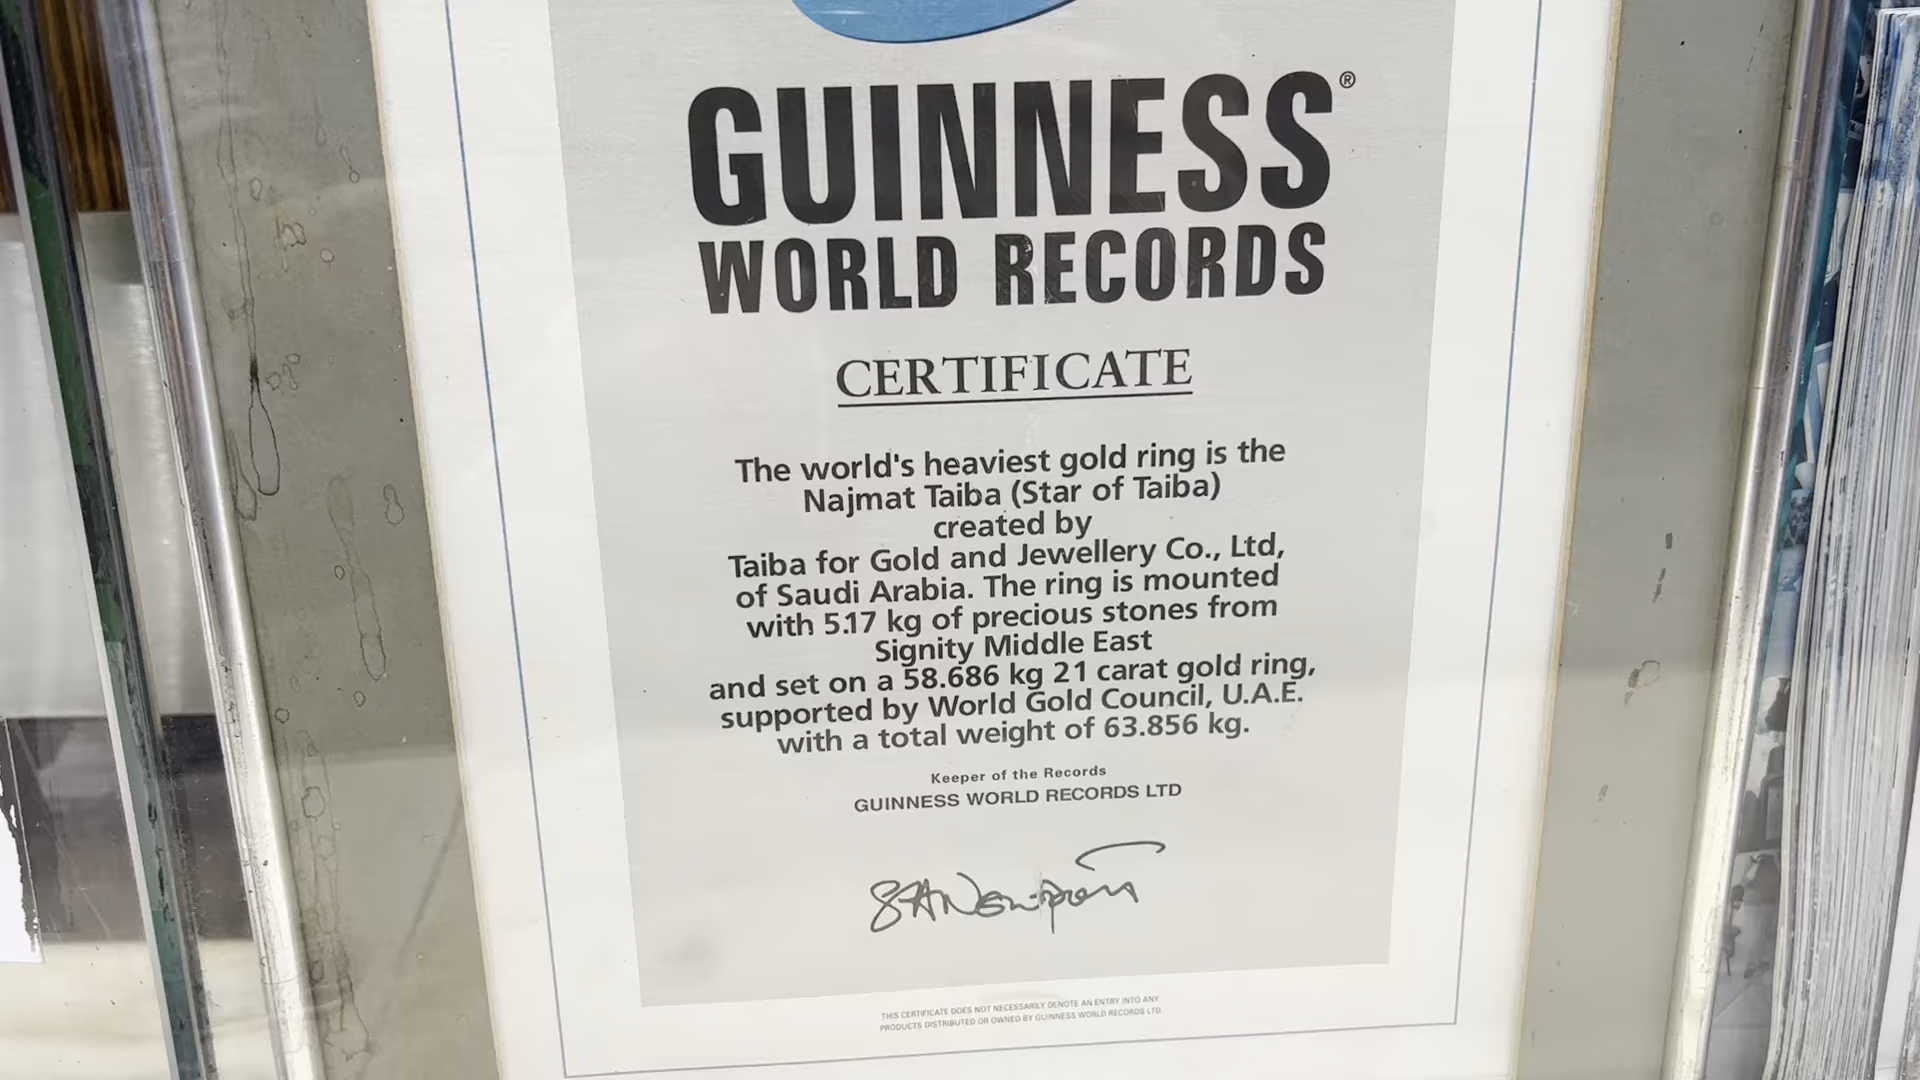 GUINNESS®
WORLD RECORDS
CERTIFICATE
The world's heaviest gold ring is the
Najmat Taiba (Star of Taiba)
created by
Taiba for Gold and Jewellery Co., Ltd,
of Saudi Arabia. The ring is mounted
with 5.17 kg of precious stones from
Signity Middle East
and set on a 58.686 kg 21 carat gold ring,
supported by World Gold Council, U.A.E.
with a total weight of 63.856 kg.
Keeper of the Records
GUINNESS WORLD RECORDS LTD
THIS CERTIFICATE DOES NOT NECESSARILY DENOTE AN ENTRY INTO ANY
PRODUCTS DISTRIBUTED OR OWNED BY GUINNESS WORLD RECORDS LTD